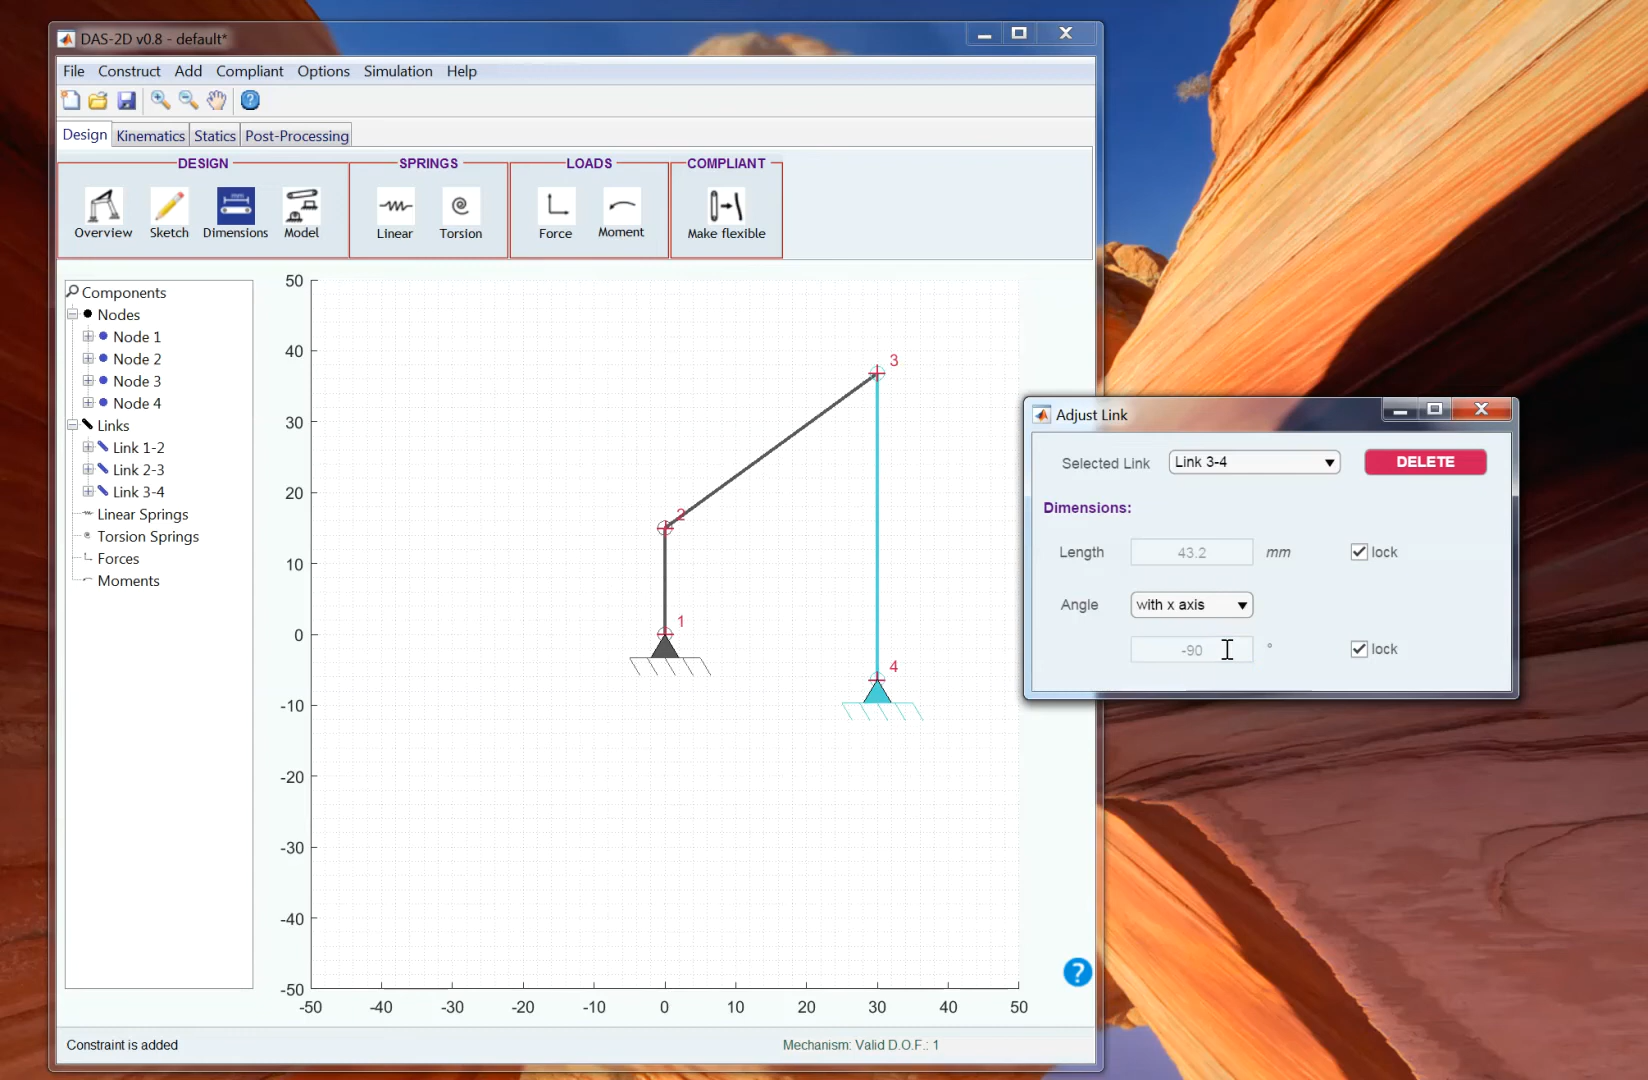 DAS-2D v0.8 - default*
File Construct Add Compliant Options Simulation Help
Design Kinematics Statics Post-Processing
DESIGN SPRINGS LOADS COMPLIANT
Overview Sketch Dimensions Model Linear Torsion Force Moment Make flexible
Components
Nodes
Node 1
Node 2
Node 3
Node 4
Links
Link 1-2
Link 2-3
Link 3-4
Linear Springs
Torsion Springs
Forces
Moments
50
40
30
20
10
0
-10
-20
-30
-40
-50
-50 -40 -30 -20 -10 0 10 20 30 40 50
3
2
1
4
?
Constraint is added
Mechanism: Valid D.O.F.: 1
Adjust Link
Selected Link Link 3-4 DELETE
Dimensions:
Length 43.2 mm lock
Angle with x axis
-90 ° lock